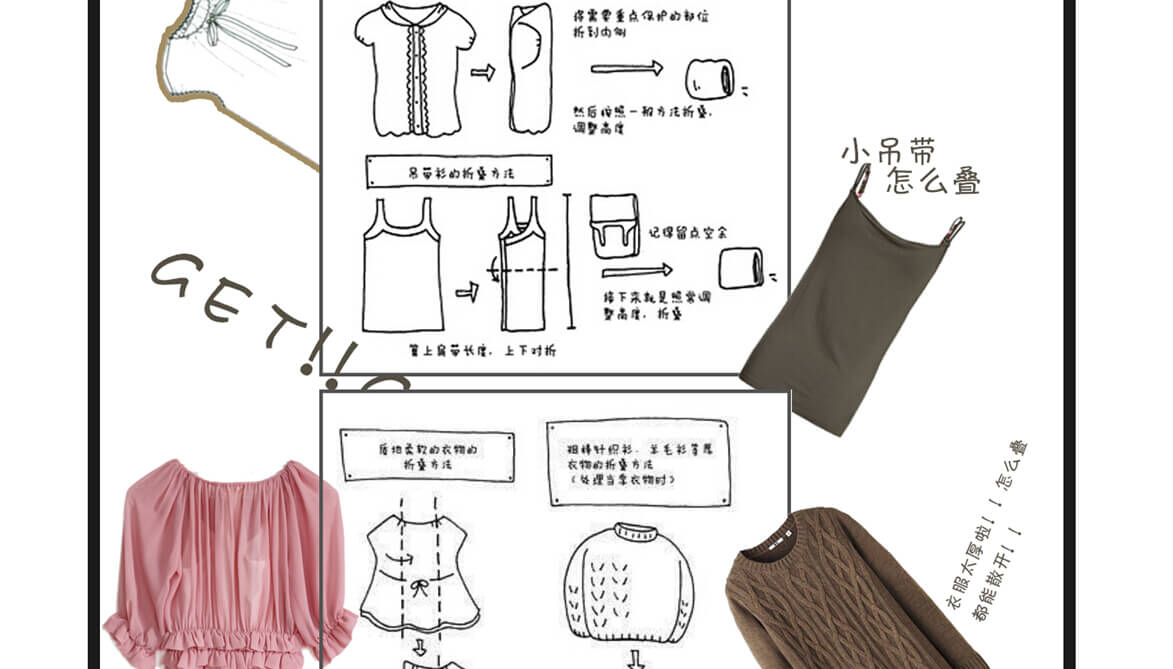 将需要重点保护的部位
折到内侧
然后按照一般方法折叠，
调整高度
吊带衫的折叠方法
小吊带
怎么叠
记得留点空余
接下来就是照常调
整高度，折叠
算上肩带长度，上下对折
GET!!
质地柔软的衣物的
折叠方法
粗棒针织衫、羊毛衫等厚
衣物的折叠方法
（处理当季衣物时）
衣服太厚啦！！怎么叠
都能散开！！